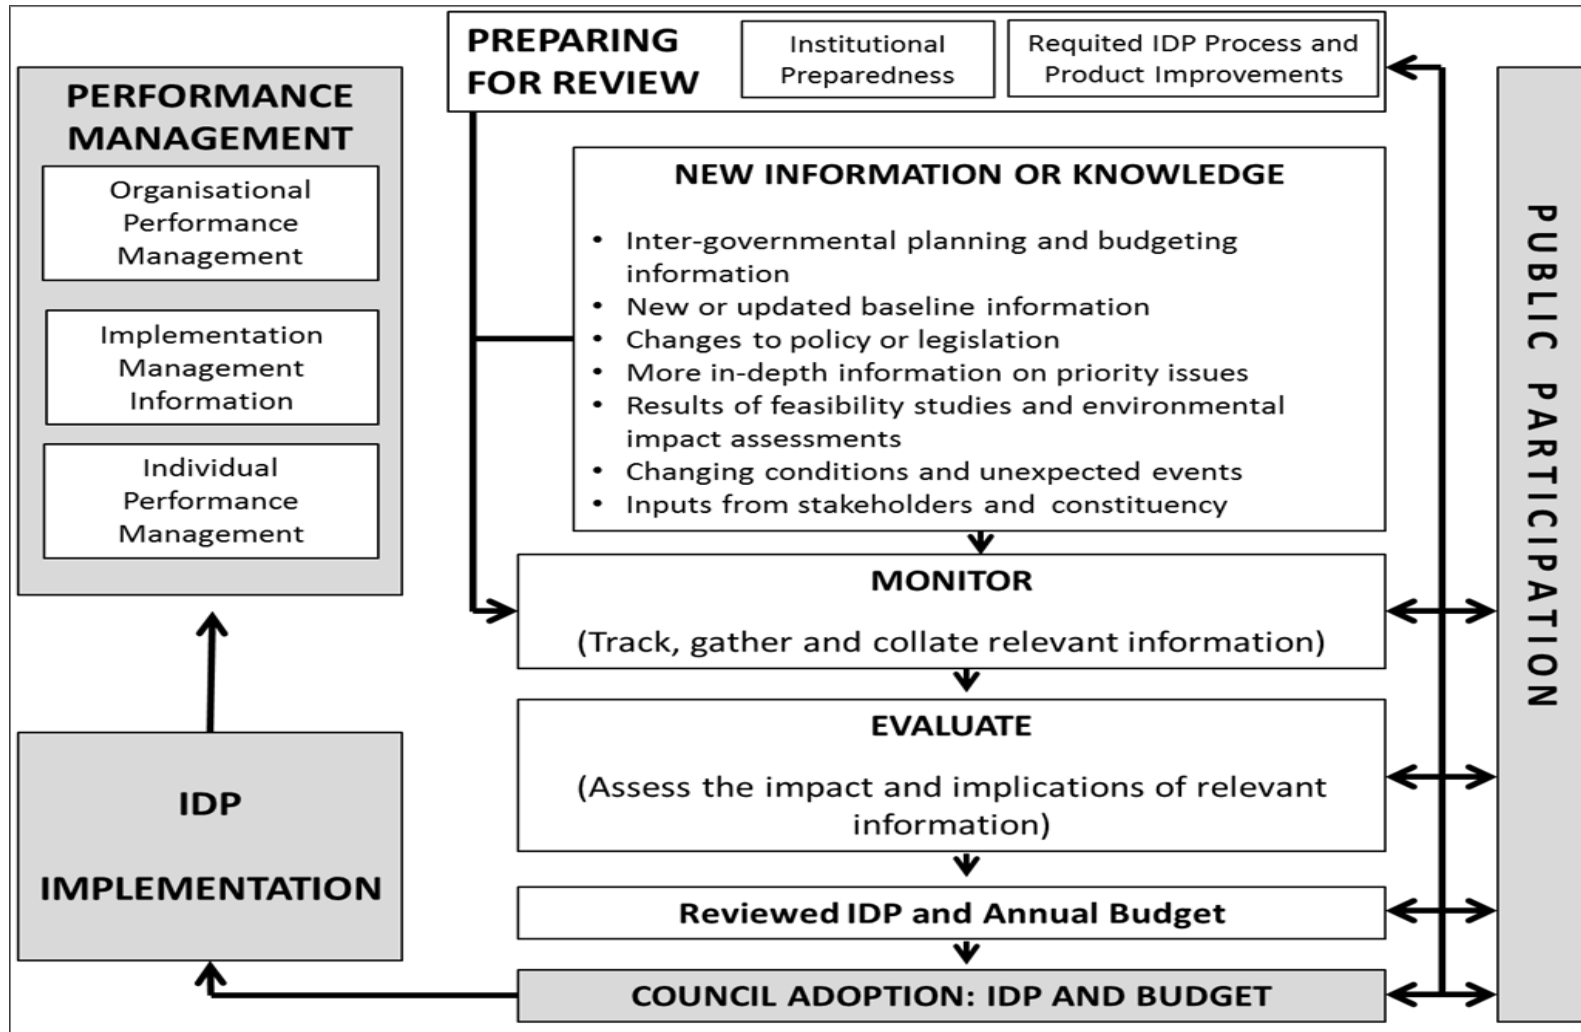 PREPARING
FOR REVIEW
Institutional
Preparedness
Requited IDP Process and
Product Improvements
PERFORMANCE
MANAGEMENT
Organisational
Performance
Management
Implementation
Management
Information
Individual
Performance
Management
NEW INFORMATION OR KNOWLEDGE
• Inter-governmental planning and budgeting
information
• New or updated baseline information
• Changes to policy or legislation
• More in-depth information on priority issues
• Results of feasibility studies and environmental
impact assessments
• Changing conditions and unexpected events
• Inputs from stakeholders and constituency
MONITOR
(Track, gather and collate relevant information)
EVALUATE
(Assess the impact and implications of relevant
information)
Reviewed IDP and Annual Budget
COUNCIL ADOPTION: IDP AND BUDGET
IDP
IMPLEMENTATION
PUBLIC PARTICIPATION